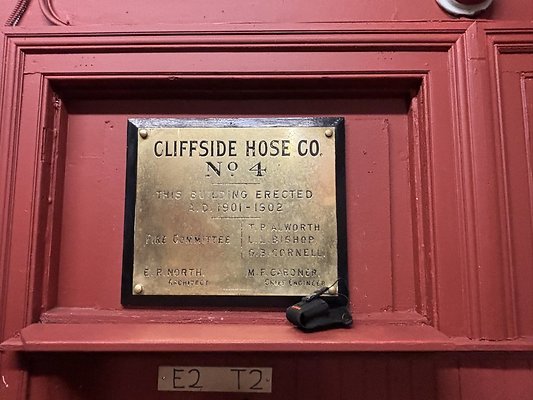 CLIFFSIDE HOSE CO.
No 4
THIS BUILDING ERECTED
A.D. 1901-1902
FIRE COMMITTEE
T. P. ALWORTH
L. L. BISHOP
G. B. CORNELL
E. P. NORTH.
ARCHITECT
M. F. GARDNER
CHIEF ENGINEER
E2 T2